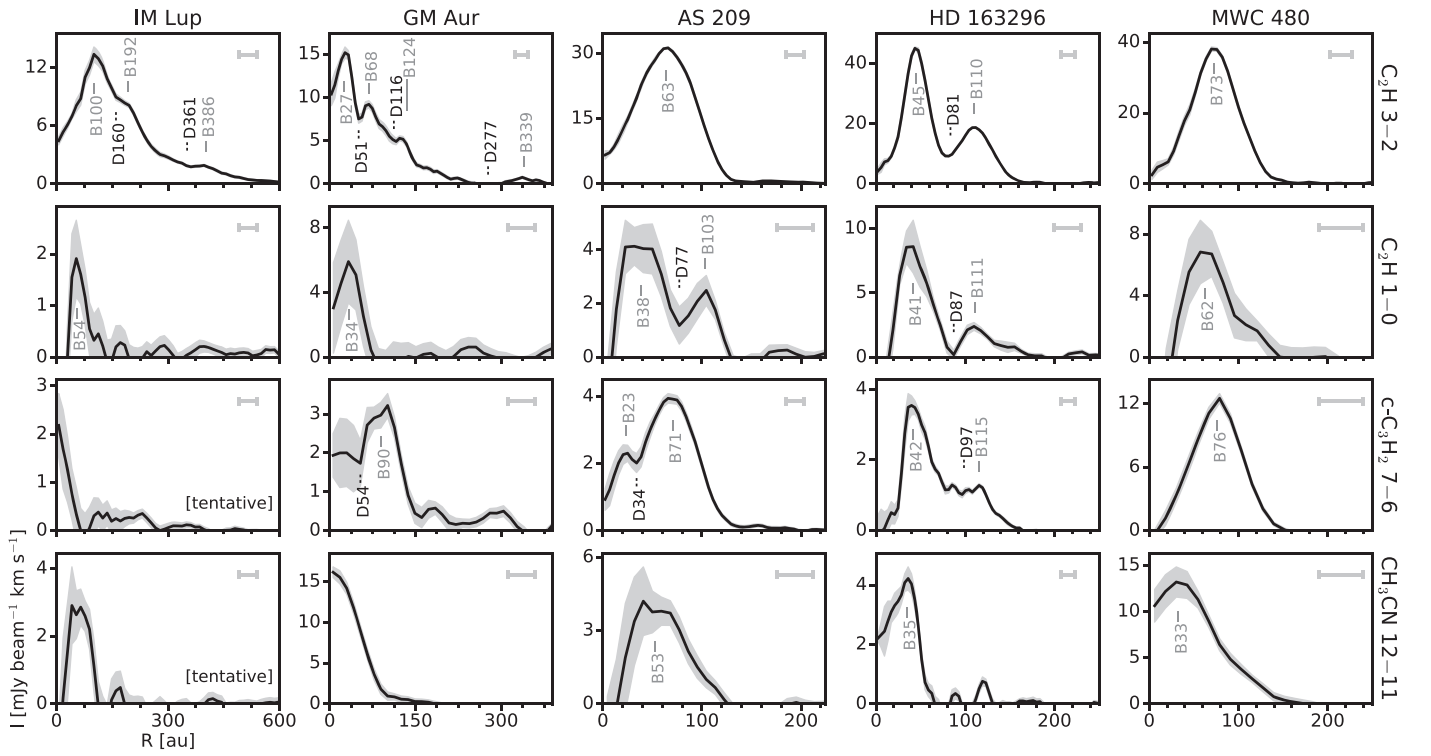 IM Lup GM Aur AS 209 HD 163296 MWC 480
12
6
0
B100
D160
B192
D361
B386
15
10
5
0
B27
D51
B68
D116
B124
D277
B339
30
15
0
B63
40
20
0
B45
D81
B110
40
20
0
B73
C₂H 3−2
2
1
0
B54
8
4
0
B34
4
2
0
B38
D77
B103
10
5
0
B41
D87
B111
8
4
0
B62
C₂H 1−0
3
2
1
0
[tentative]
3
2
1
0
D54
B90
4
2
0
B23
D34
B71
4
2
0
B42
D97
B115
12
6
0
B76
c-C₃H₂ 7−6
4
2
0
[tentative]
15
10
5
0
6
3
0
B53
4
2
0
B35
15
10
5
0
B33
CH₃CN 12−11
0 300 600
0 150 300
0 100 200
0 100 200
0 100 200
R [au]
I [mJy beam⁻¹ km s⁻¹]